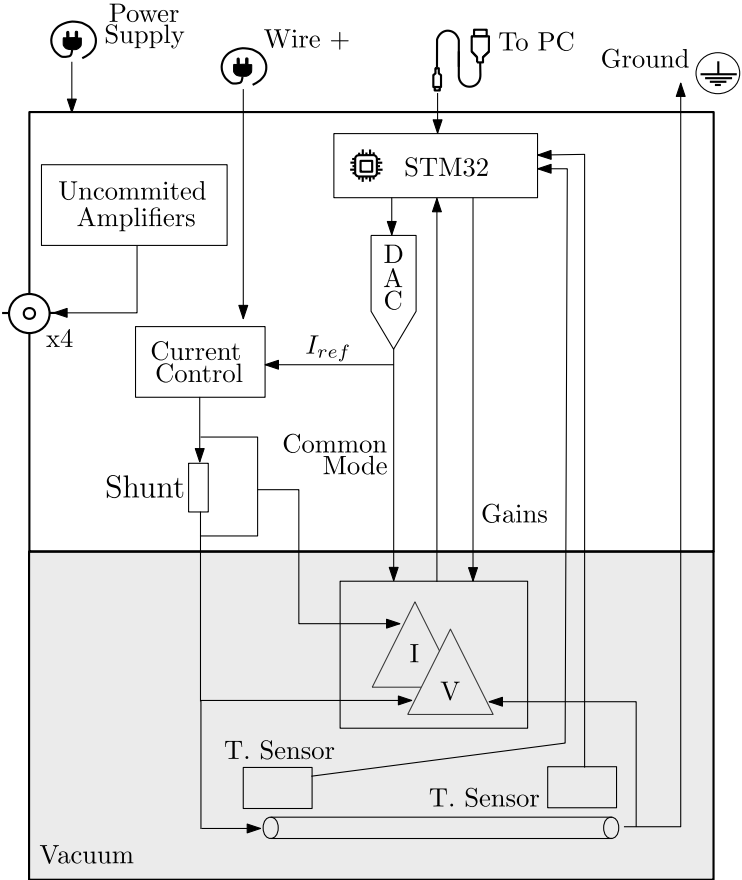 Power
Supply
Wire +
To PC
Ground
STM32
Uncommited
Amplifiers
D
A
C
x4
Current
Control
I_ref
Common
Mode
Shunt
Gains
I
V
T. Sensor
T. Sensor
Vacuum